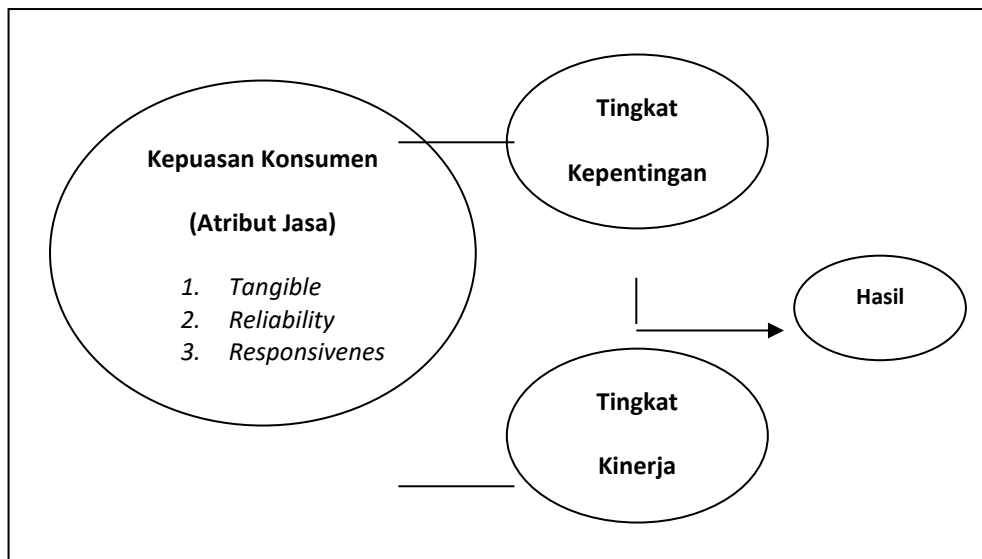 Kepuasan Konsumen
(Atribut Jasa)
1. Tangible
2. Reliability
3. Responsivenes
Tingkat
Kepentingan
Tingkat
Kinerja
Hasil